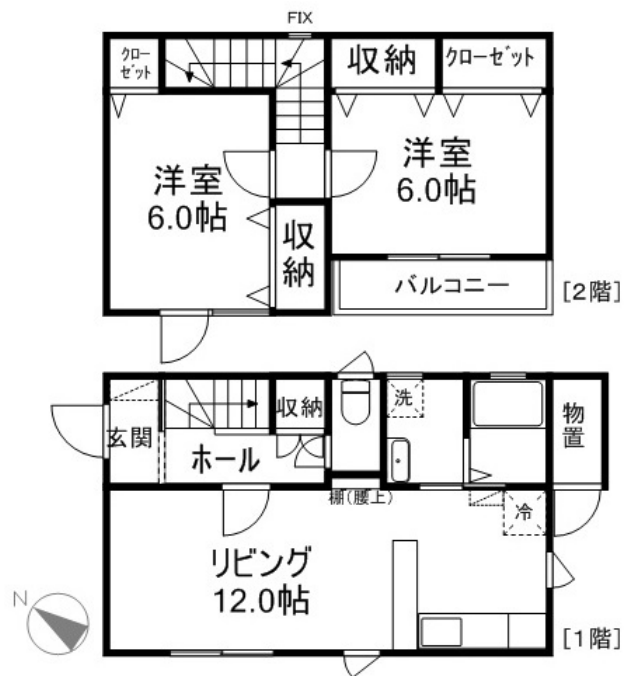 FIX
クロー
ゼット
収納
クローゼット
洋室
6.0帖
洋室
6.0帖
収納
バルコニー
[2階]
玄関
ホール
収納
洗
物置
棚(腰上)
冷
リビング
12.0帖
N
[1階]